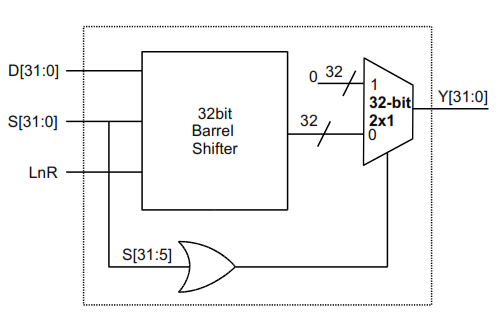 D[31:0]
S[31:0]
LnR
32bit
Barrel
Shifter
0
32
32
1
32-bit
2x1
0
Y[31:0]
S[31:5]